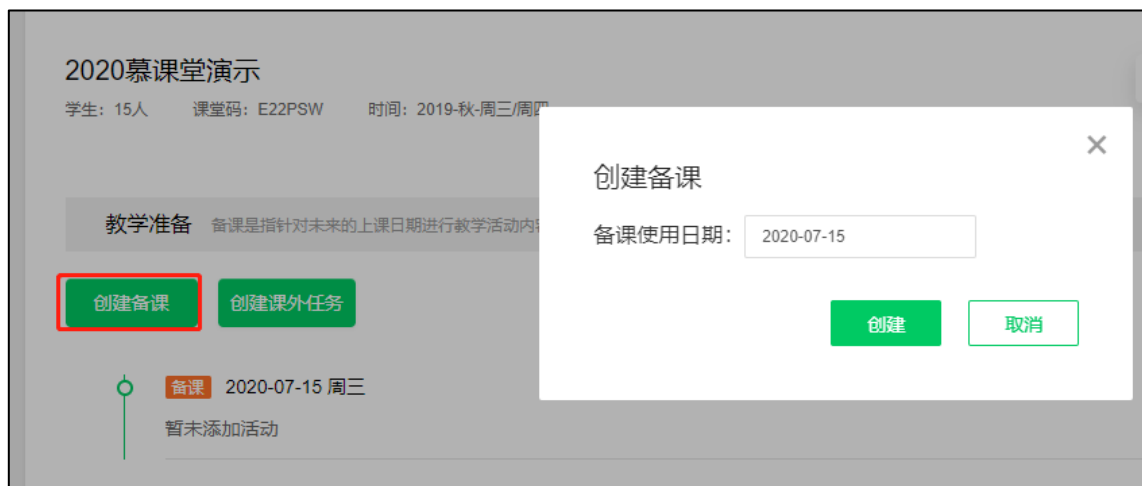 2020慕课堂演示
学生：15人 课堂码：E22PSW 时间：2019-秋-周三/周四
创建备课
备课使用日期： 2020-07-15
创建 取消
教学准备 备课是指针对未来的上课日期进行教学活动内
创建备课 创建课外任务
备课 2020-07-15 周三
暂未添加活动